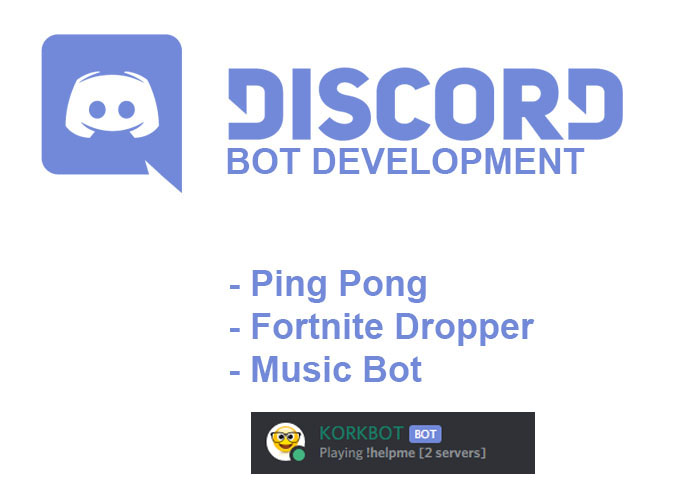 DISCORD
BOT DEVELOPMENT
- Ping Pong
- Fortnite Dropper
- Music Bot
KORKBOT BOT
Playing !helpme [2 servers]